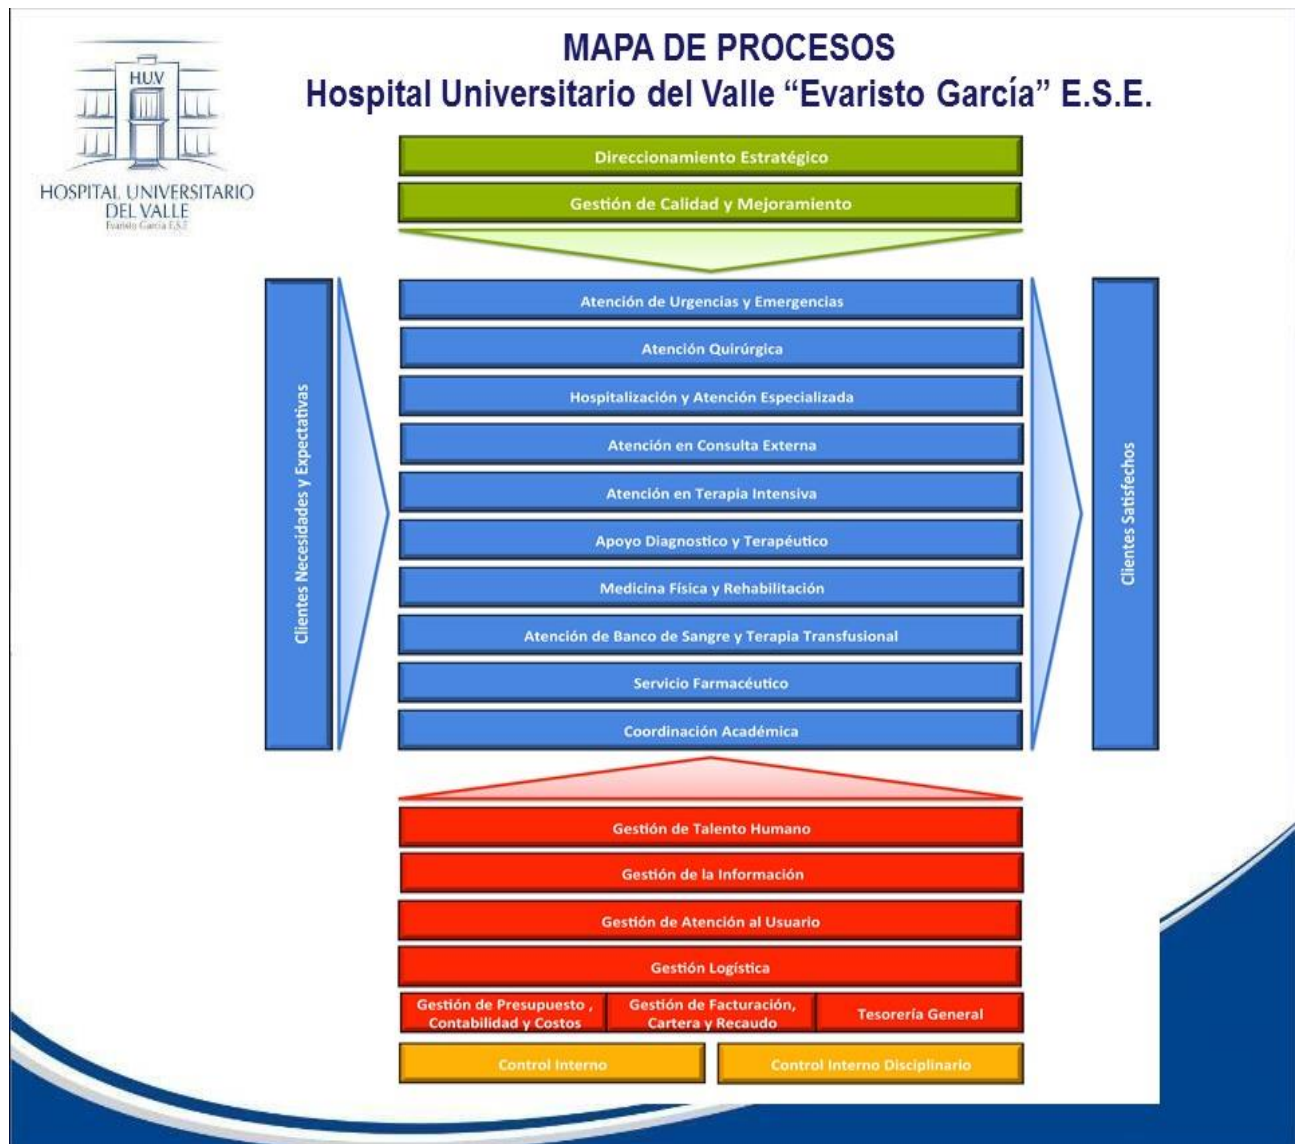 MAPA DE PROCESOS
Hospital Universitario del Valle “Evaristo García” E.S.E.
H.U.V
HOSPITAL UNIVERSITARIO
DEL VALLE
Evaristo García E.S.E
Direccionamiento Estratégico
Gestión de Calidad y Mejoramiento
Clientes Necesidades y Expectativas
Atención de Urgencias y Emergencias
Atención Quirúrgica
Hospitalización y Atención Especializada
Atención en Consulta Externa
Atención en Terapia Intensiva
Apoyo Diagnostico y Terapéutico
Medicina Física y Rehabilitación
Atención de Banco de Sangre y Terapia Transfusional
Servicio Farmacéutico
Coordinación Académica
Clientes Satisfechos
Gestión de Talento Humano
Gestión de la Información
Gestión de Atención al Usuario
Gestión Logística
Gestión de Presupuesto ,
Contabilidad y Costos
Gestión de Facturación,
Cartera y Recaudo
Tesorería General
Control Interno
Control Interno Disciplinario